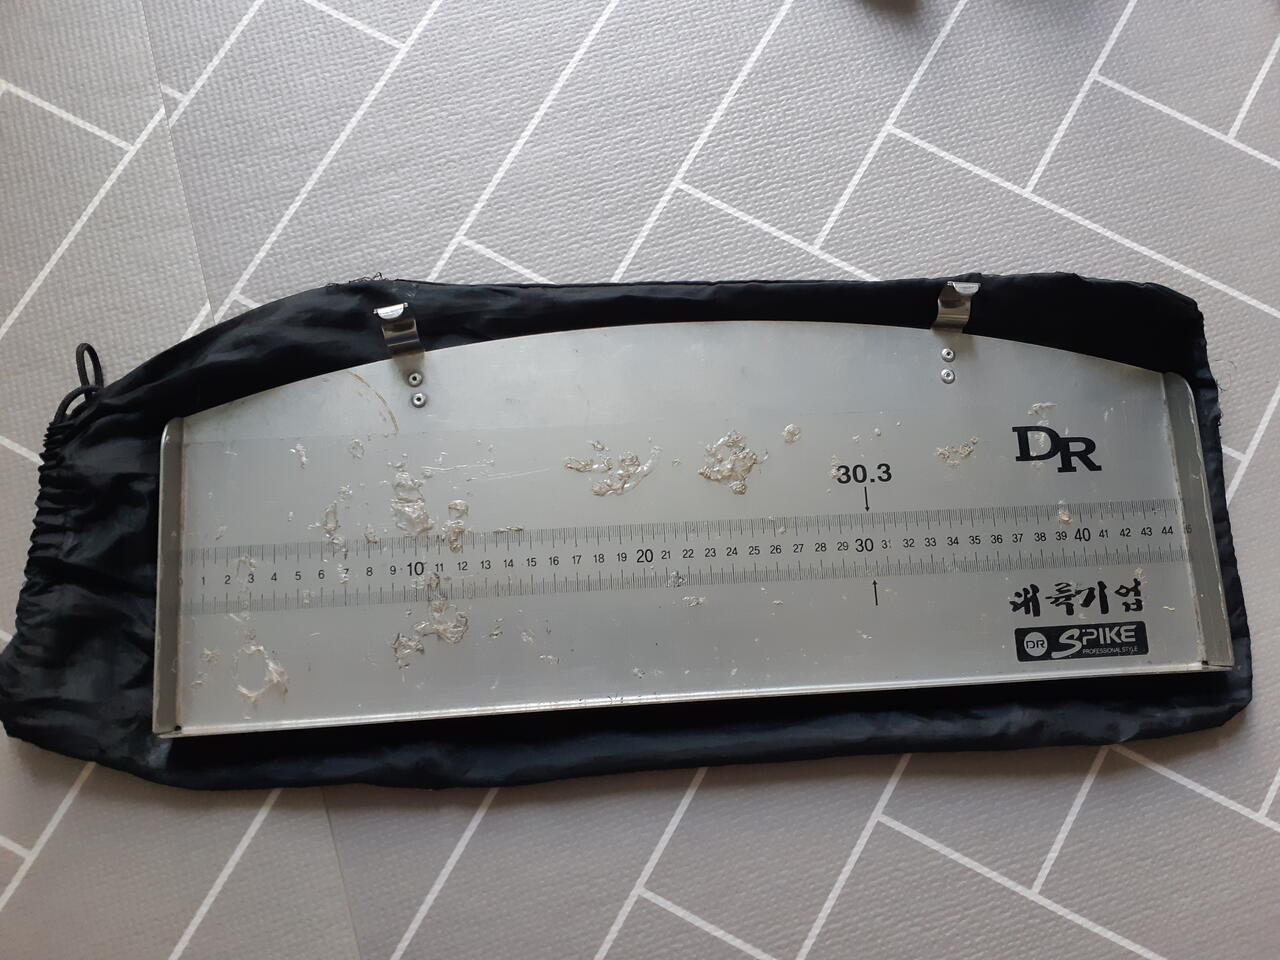 DR
30.3
1 2 3 4 5 6 7 8 9 10 11 12 13 14 15 16 17 18 19 20 21 22 23 24 25 26 27 28 29 30 31 32 33 34 35 36 37 38 39 40 41 42 43 44
대륙기업
DR SPIKE
PROFESSIONAL STYLE